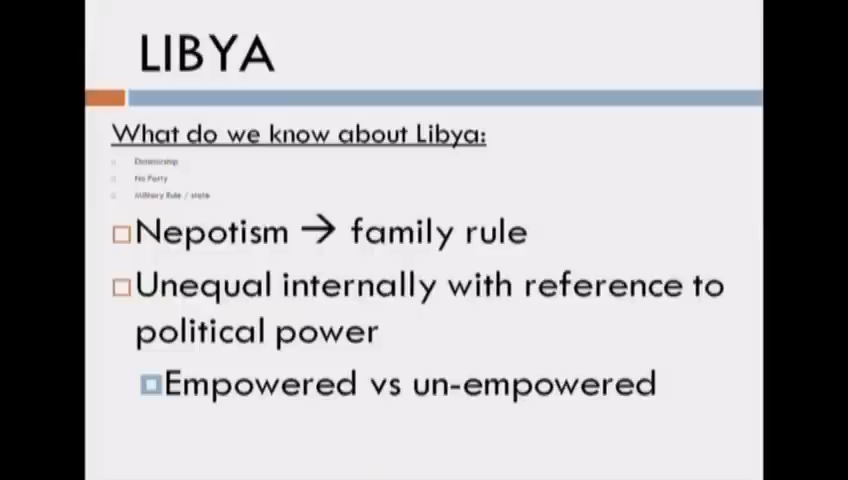 LIBYA
What do we know about Libya:
Dictatorship
No Party
Military Rule / state
Nepotism → family rule
Unequal internally with reference to
political power
Empowered vs un-empowered